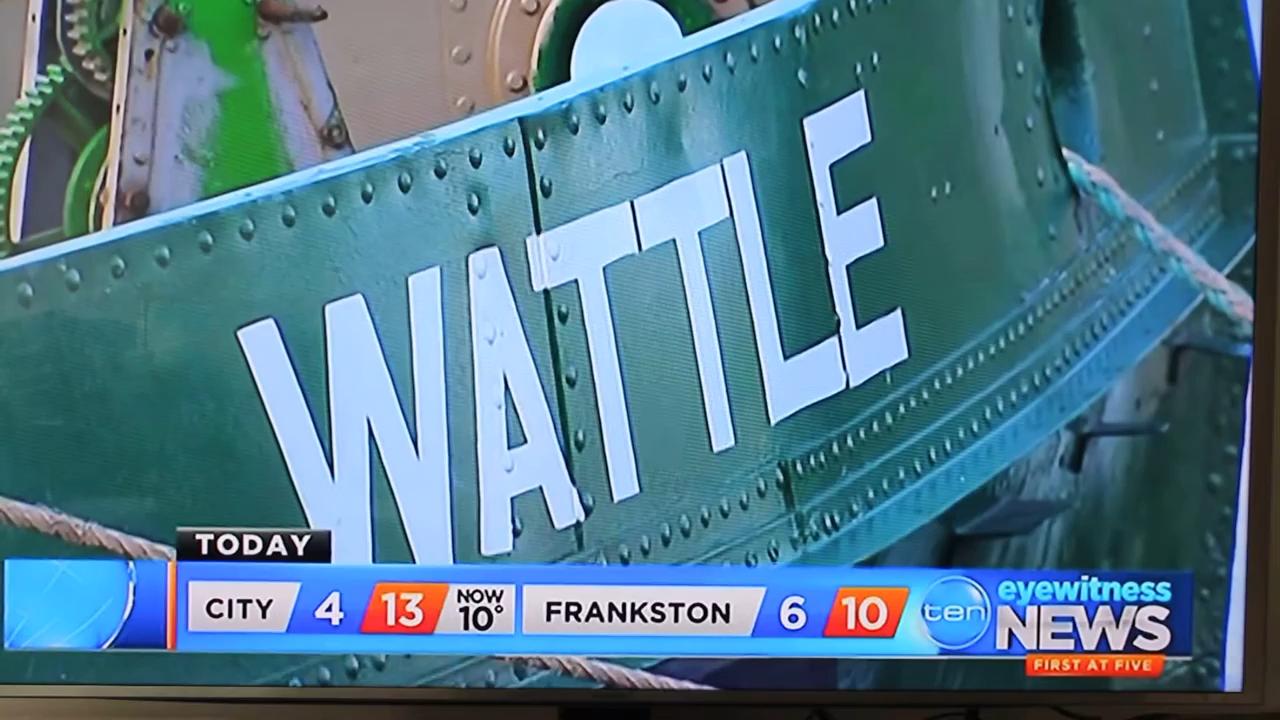 WATTLE
TODAY
CITY 4 13 NOW 10° FRANKSTON 6 10
ten
eyewitness
NEWS
FIRST AT FIVE